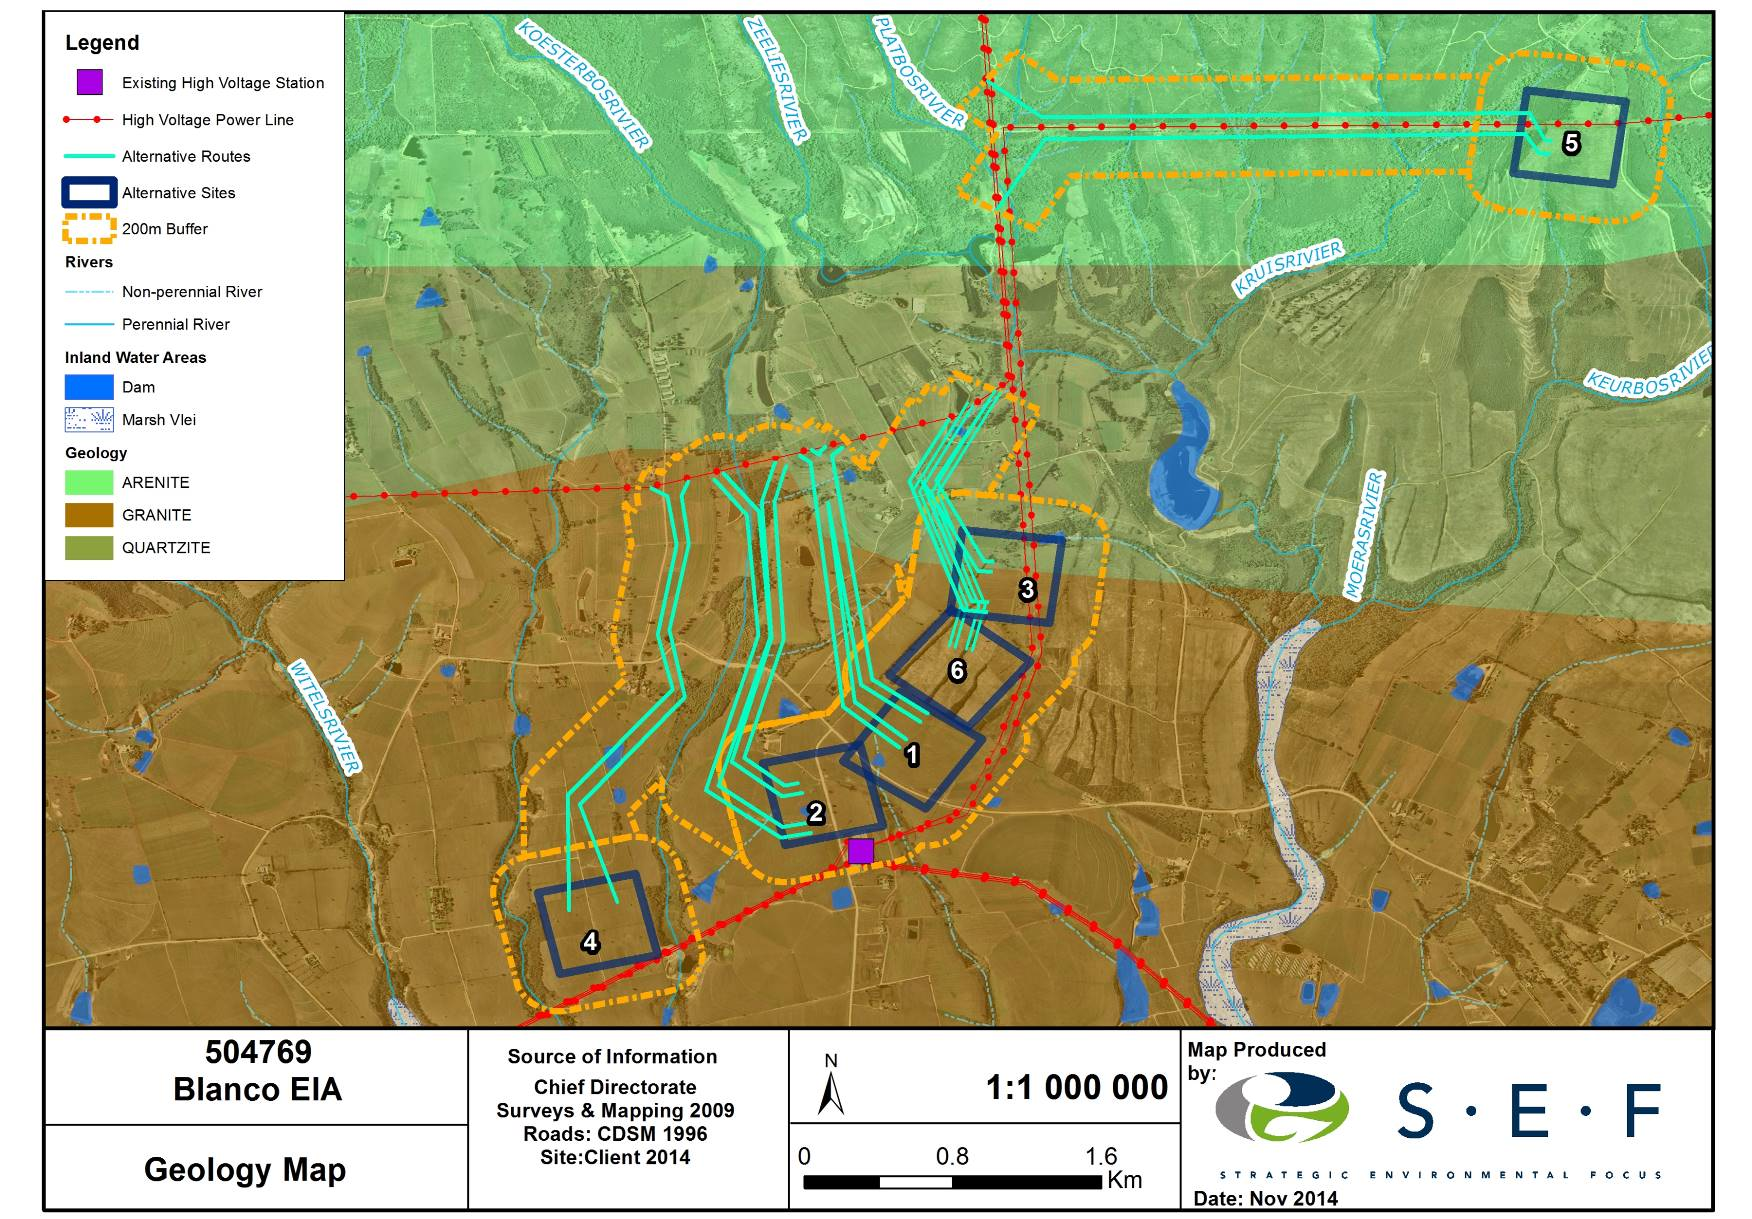 Legend
Existing High Voltage Station
High Voltage Power Line
Alternative Routes
Alternative Sites
200m Buffer
Rivers
Non-perennial River
Perennial River
Inland Water Areas
Dam
Marsh Vlei
Geology
ARENITE
GRANITE
QUARTZITE
KOESTERBOSRIVIER
ZEELIESRIVIER
PLATBOSRIVIER
5
KRUISRIVIER
KEURBOSRIVIER
MOERASRIVIER
3
6
WITELSRIVIER
1
2
4
504769
Blanco EIA
Geology Map
Source of Information
Chief Directorate
Surveys & Mapping 2009
Roads: CDSM 1996
Site:Client 2014
N
1:1 000 000
0 0.8 1.6
Km
Map Produced
by:
S·E·F
STRATEGIC ENVIRONMENTAL FOCUS
Date: Nov 2014